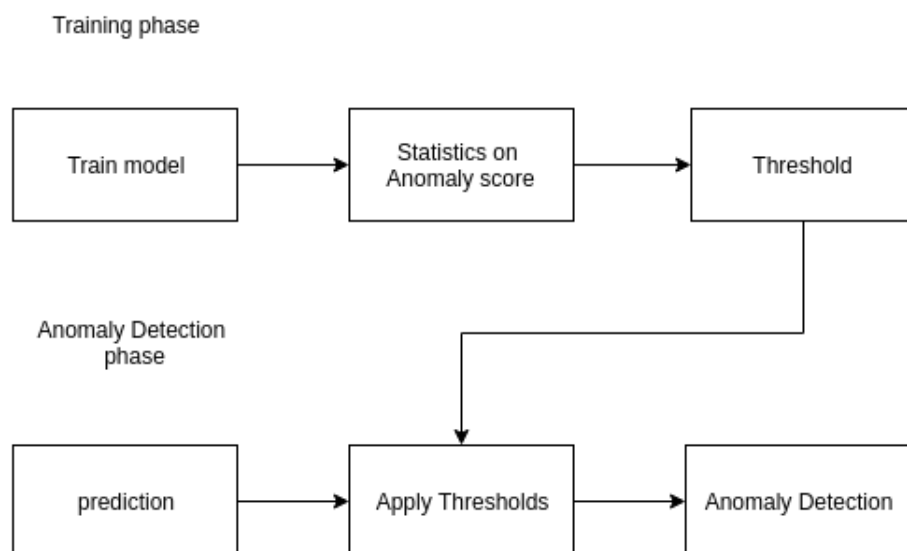 Training phase
Train model
Statistics on
Anomaly score
Threshold
Anomaly Detection
phase
prediction
Apply Thresholds
Anomaly Detection